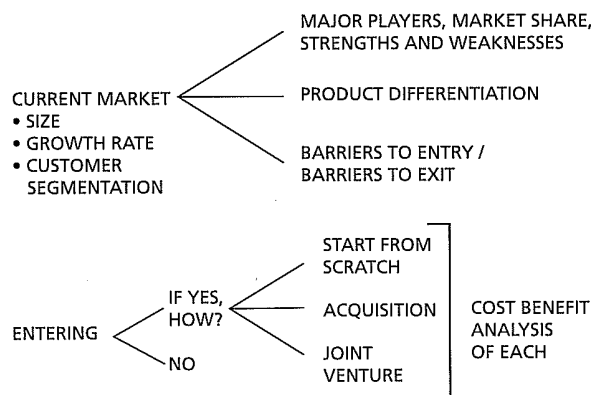 MAJOR PLAYERS, MARKET SHARE,
STRENGTHS AND WEAKNESSES
CURRENT MARKET
• SIZE
• GROWTH RATE
• CUSTOMER
SEGMENTATION
PRODUCT DIFFERENTIATION
BARRIERS TO ENTRY /
BARRIERS TO EXIT
ENTERING
IF YES,
HOW?
NO
START FROM
SCRATCH
ACQUISITION
JOINT
VENTURE
COST BENEFIT
ANALYSIS
OF EACH